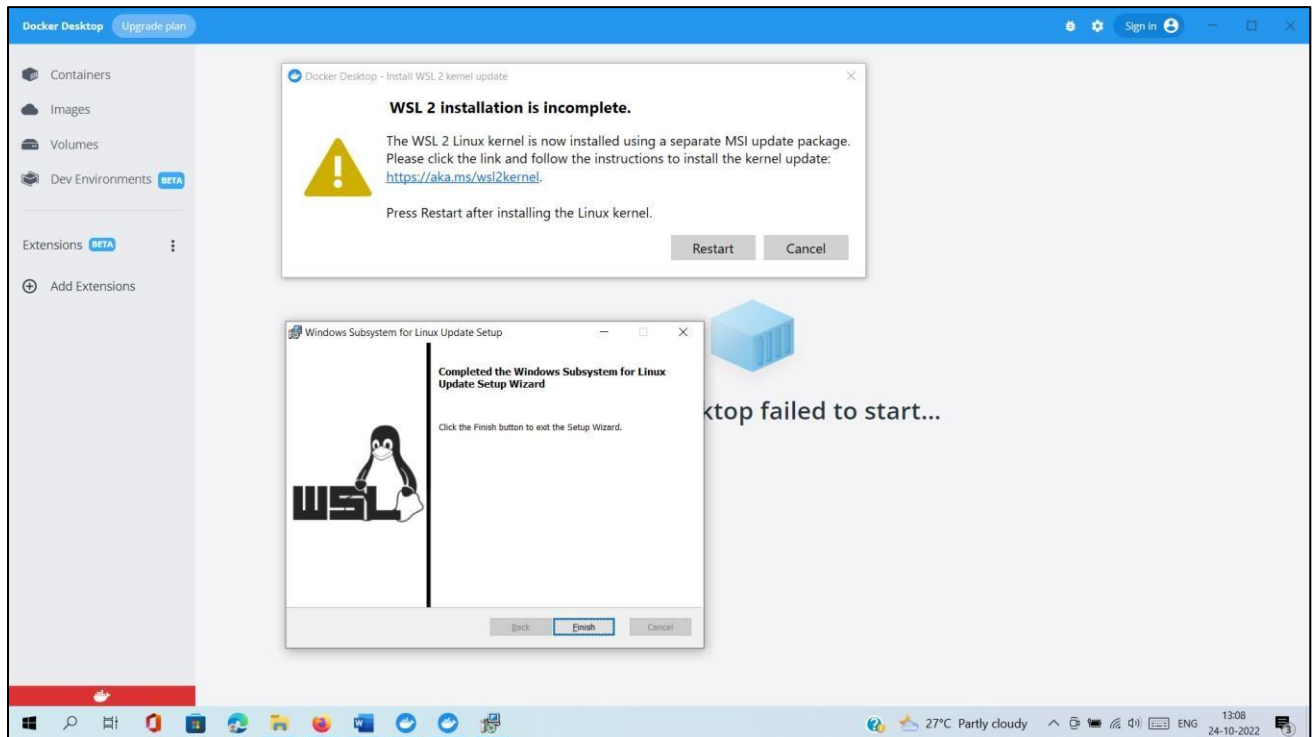 Docker Desktop Upgrade plan Sign in
Containers
Images
Volumes
Dev Environments BETA
Extensions BETA
Add Extensions
Docker Desktop - Install WSL 2 kernel update
WSL 2 installation is incomplete.
The WSL 2 Linux kernel is now installed using a separate MSI update package.
Please click the link and follow the instructions to install the kernel update:
https://aka.ms/wsl2kernel.
Press Restart after installing the Linux kernel.
Restart Cancel
Windows Subsystem for Linux Update Setup
Completed the Windows Subsystem for Linux
Update Setup Wizard
Click the Finish button to exit the Setup Wizard.
WSL
Back Finish Cancel
ktop failed to start...
27°C Partly cloudy ENG 13:08
24-10-2022 3